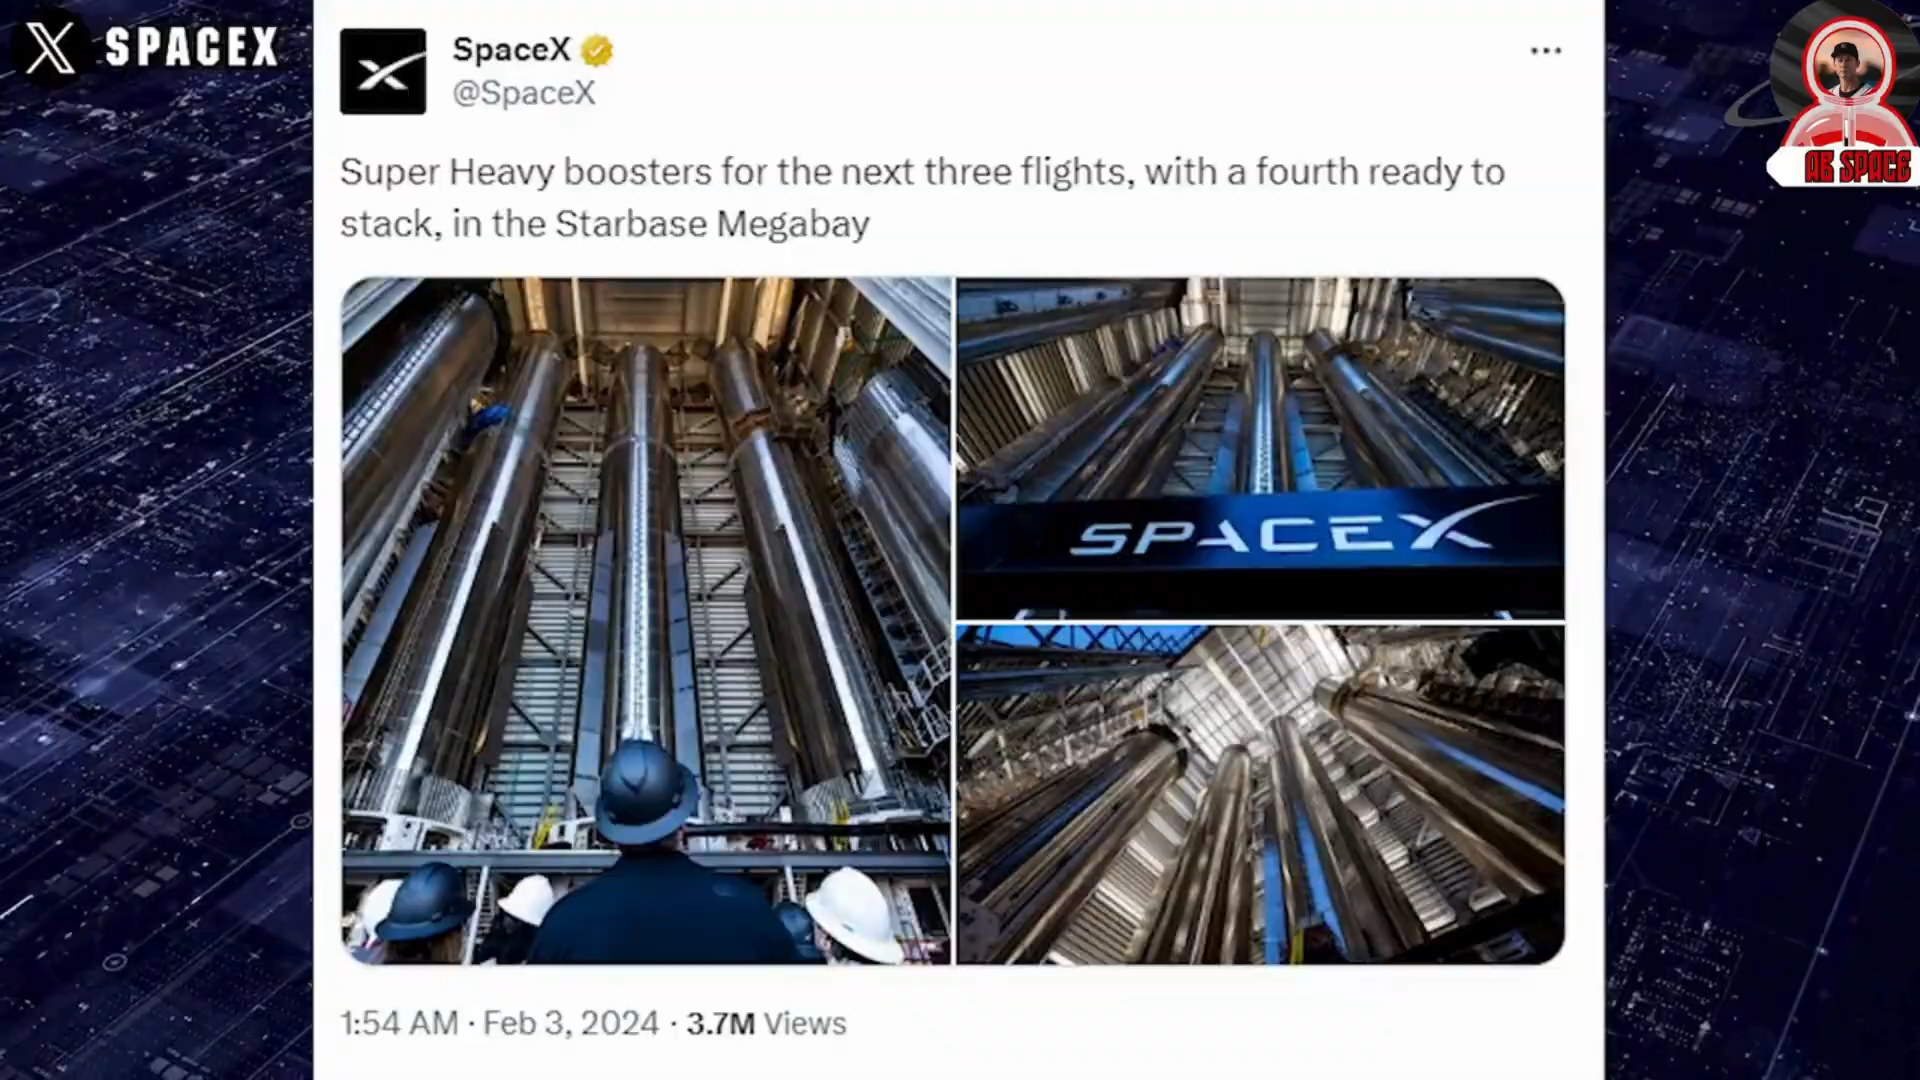 X SPACEX
SpaceX
@SpaceX
Super Heavy boosters for the next three flights, with a fourth ready to
stack, in the Starbase Megabay
SPACEX
1:54 AM · Feb 3, 2024 · 3.7M Views
AB SPACE